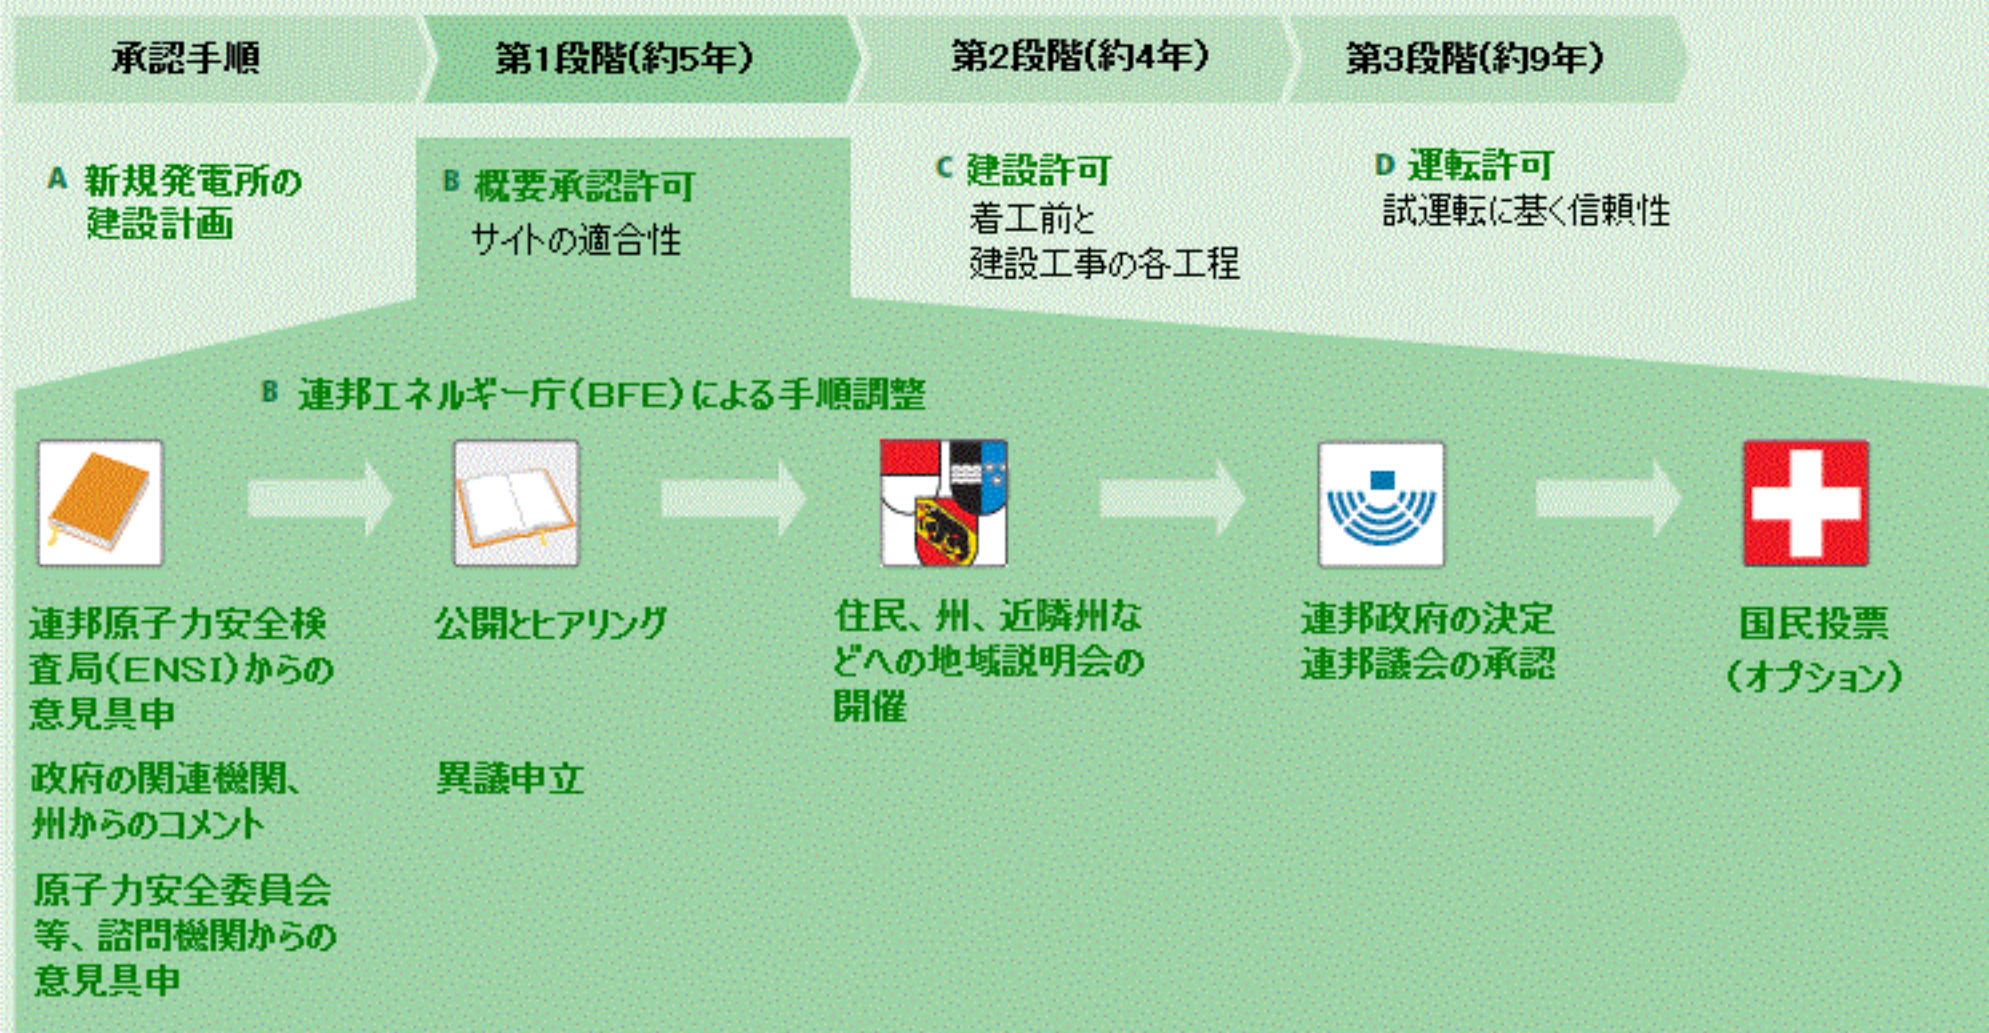 承認手順
第1段階(約5年)
第2段階(約4年)
第3段階(約9年)
A 新規発電所の
建設計画
B 概要承認許可
サイトの適合性
C 建設許可
着工前と
建設工事の各工程
D 運転許可
試運転に基く信頼性
B 連邦エネルギー庁(BFE)による手順調整
連邦原子力安全検
査局(ENSI)からの
意見具申
政府の関連機関、
州からのコメント
原子力安全委員会
等、諮問機関からの
意見具申
公開とヒアリング
異議申立
住民、州、近隣州な
どへの地域説明会の
開催
連邦政府の決定
連邦議会の承認
国民投票
(オプション)